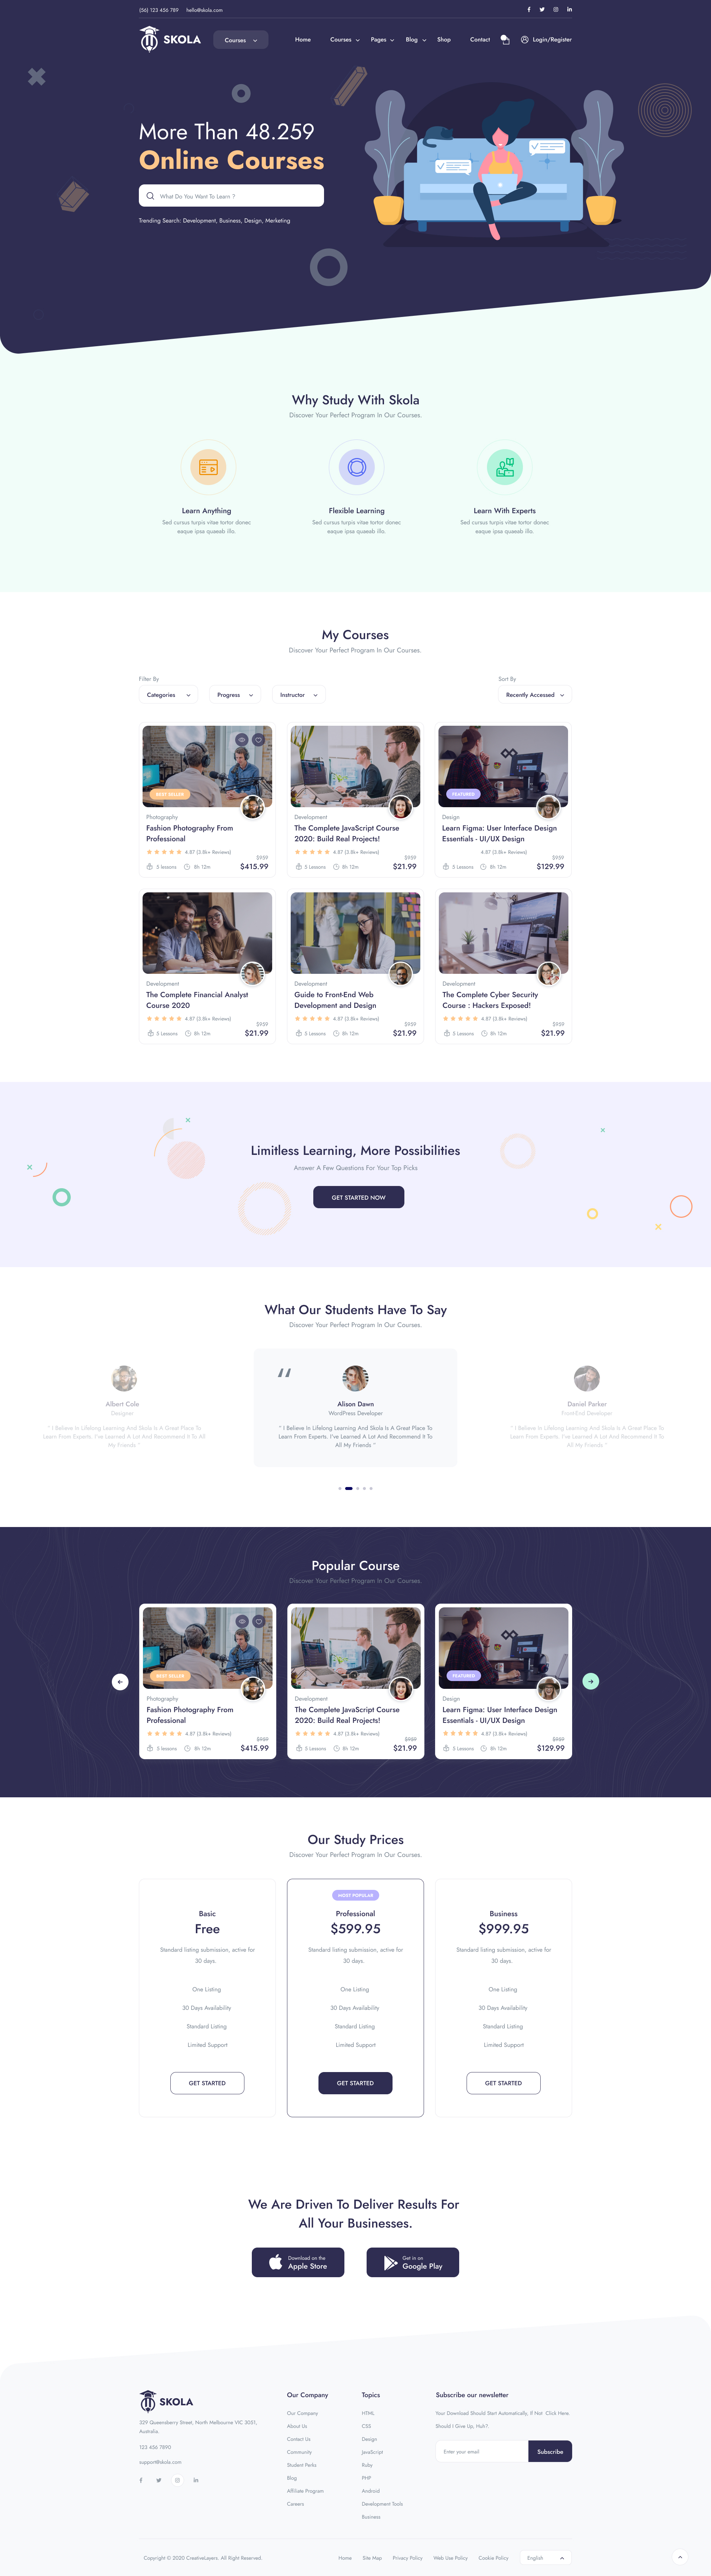 (56) 123 456 789 hello@skola.com
SKOLA Courses Home Courses Pages Blog Shop Contact Login/Register
More Than 48.259
Online Courses
What Do You Want To Learn ?
Trending Search: Development, Business, Design, Merketing
Why Study With Skola
Discover Your Perfect Program In Our Courses.
Learn Anything Flexible Learning Learn With Experts
Sed cursus turpis vitae tortor donec Sed cursus turpis vitae tortor donec Sed cursus turpis vitae tortor donec
eaque ipsa quaeab illo. eaque ipsa quaeab illo. eaque ipsa quaeab illo.
My Courses
Discover Your Perfect Program In Our Courses.
Filter By Sort By
Categories Progress Instructor Recently Accessed
BEST SELLER FEATURED
Photography Development Design
Fashion Photography From The Complete JavaScript Course Learn Figma: User Interface Design
Professional 2020: Build Real Projects! Essentials - UI/UX Design
4.87 (3.8k+ Reviews) 4.87 (3.8k+ Reviews) 4.87 (3.8k+ Reviews)
$959 $959 $959
5 lessons 8h 12m $415.99 5 Lessons 8h 12m $21.99 5 Lessons 8h 12m $129.99
Development Development Development
The Complete Financial Analyst Guide to Front-End Web The Complete Cyber Security
Course 2020 Development and Design Course : Hackers Exposed!
4.87 (3.8k+ Reviews) 4.87 (3.8k+ Reviews) 4.87 (3.8k+ Reviews)
$959 $959 $959
5 Lessons 8h 12m $21.99 5 Lessons 8h 12m $21.99 5 Lessons 8h 12m $21.99
Limitless Learning, More Possibilities
Answer A Few Questions For Your Top Picks
GET STARTED NOW
What Our Students Have To Say
Discover Your Perfect Program In Our Courses.
Albert Cole Alison Dawn Daniel Parker
Designer WordPress Developer Front-End Developer
" I Believe In Lifelong Learning And Skola Is A Great Place To " I Believe In Lifelong Learning And Skola Is A Great Place To " I Believe In Lifelong Learning And Skola Is A Great Place To
Learn From Experts. I've Learned A Lot And Recommend It To All Learn From Experts. I've Learned A Lot And Recommend It To Learn From Experts. I've Learned A Lot And Recommend It To
My Friends " All My Friends " All My Friends "
Popular Course
Discover Your Perfect Program In Our Courses.
BEST SELLER FEATURED
Photography Development Design
Fashion Photography From The Complete JavaScript Course Learn Figma: User Interface Design
Professional 2020: Build Real Projects! Essentials - UI/UX Design
4.87 (3.8k+ Reviews) 4.87 (3.8k+ Reviews) 4.87 (3.8k+ Reviews)
$959 $959 $959
5 lessons 8h 12m $415.99 5 Lessons 8h 12m $21.99 5 Lessons 8h 12m $129.99
Our Study Prices
Discover Your Perfect Program In Our Courses.
MOST POPULAR
Basic Professional Business
Free $599.95 $999.95
Standard listing submission, active for Standard listing submission, active for Standard listing submission, active for
30 days. 30 days. 30 days.
One Listing One Listing One Listing
30 Days Availability 30 Days Availability 30 Days Availability
Standard Listing Standard Listing Standard Listing
Limited Support Limited Support Limited Support
GET STARTED GET STARTED GET STARTED
We Are Driven To Deliver Results For
All Your Businesses.
Download on the Get in on
Apple Store Google Play
SKOLA
329 Queensberry Street, North Melbourne VIC 3051,
Australia.
123 456 7890
support@skola.com
Our Company
Our Company
About Us
Contact Us
Community
Student Perks
Blog
Affiliate Program
Careers
Topics
HTML
CSS
Design
JavaScript
Ruby
PHP
Android
Development Tools
Business
Subscribe our newsletter
Your Download Should Start Automatically, If Not Click Here.
Should I Give Up, Huh?.
Enter your email Subscribe
Copyright © 2020 CreativeLayers. All Right Reserved. Home Site Map Privacy Policy Web Use Policy Cookie Policy English